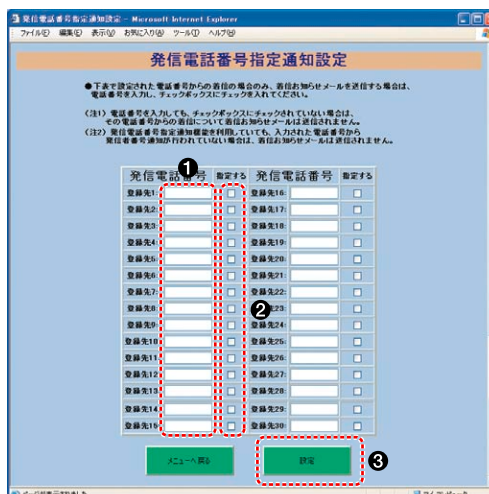 発信電話番号指定通知設定 - Microsoft Internet Explorer
ファイル(F) 編集(E) 表示(V) お気に入り(A) ツール(T) ヘルプ(H)
発信電話番号指定通知設定
●下表で設定された電話番号からの着信の場合のみ、着信お知らせメールを送信する場合は、
電話番号を入力し、チェックボックスにチェックを入れてください。
(注1) 電話番号を入力しても、チェックボックスにチェックされていない場合は、
その電話番号からの着信について着信お知らせメールは送信されません。
(注2) 発信電話番号指定通知機能を利用していても、入力された電話番号から
発信者番号通知が行われていない場合は、着信お知らせメールは送信されません。
発信電話番号 指定する 発信電話番号 指定する
❶
登録先1: 登録先16:
登録先2: 登録先17:
登録先3: 登録先18:
登録先4: 登録先19:
登録先5: 登録先20:
登録先6: 登録先21:
登録先7: 登録先22:
登録先8: ❷ 23:
登録先9: 登録先24:
登録先10 登録先25:
登録先11 登録先26:
登録先12 登録先27:
登録先13 登録先28:
登録先14 登録先29:
登録先15 登録先30:
メニューへ戻る 設定 ❸